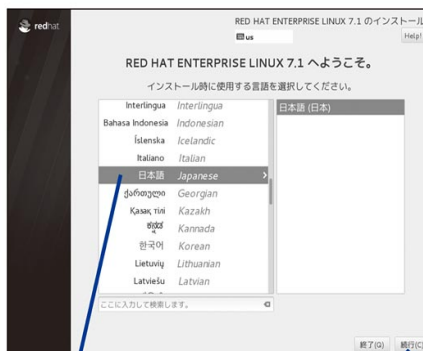 redhat
RED HAT ENTERPRISE LINUX 7.1 のインストール
us
Help!
RED HAT ENTERPRISE LINUX 7.1 へようこそ。
インストール時に使用する言語を選択してください。
Interlingua Interlingua
Bahasa Indonesia Indonesian
Íslenska Icelandic
Italiano Italian
日本語 Japanese
日本語 (日本)
ქართული Georgian
Қазақ тілі Kazakh
ಕನ್ನಡ Kannada
한국어 Korean
Lietuvių Lithuanian
Latviešu Latvian
ここに入力して検索します。
終了(Q)
続行(C)